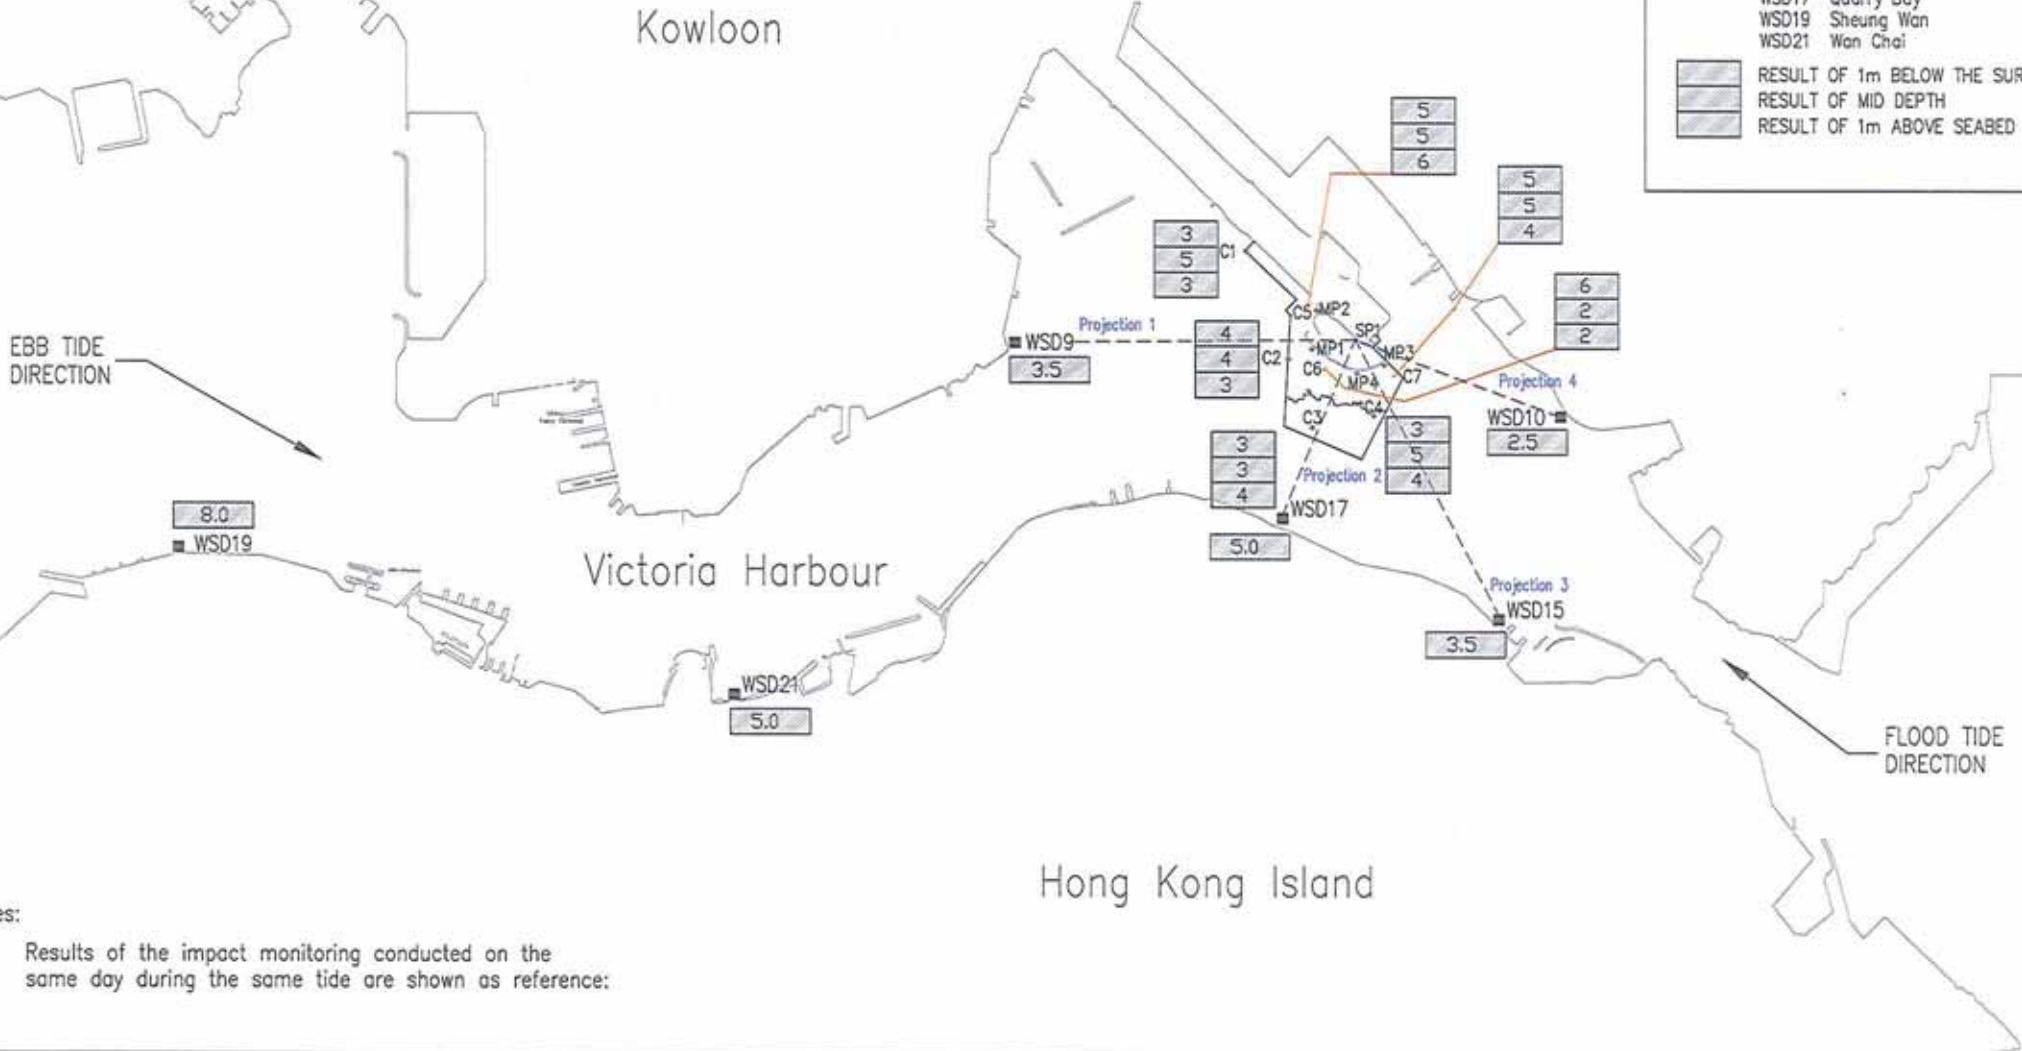 Kowloon
WSD19 Sheung Wan
WSD21 Wan Chai
RESULT OF 1m BELOW THE SUR
RESULT OF MID DEPTH
RESULT OF 1m ABOVE SEABED
5
5
6
5
5
4
3
5
3
C1
6
2
2
C5
MP2
Projection 1
SP1
WSD9
3.5
4
4
3
C2
MP1
MP3
C6
MP4
C7
Projection 4
C3
C4
WSD10
2.5
EBB TIDE
DIRECTION
3
3
4
Projection 2
3
5
4
WSD17
5.0
8.0
WSD19
Victoria Harbour
Projection 3
WSD15
3.5
WSD21
5.0
FLOOD TIDE
DIRECTION
Hong Kong Island
es:
Results of the impact monitoring conducted on the
same day during the same tide are shown as reference: